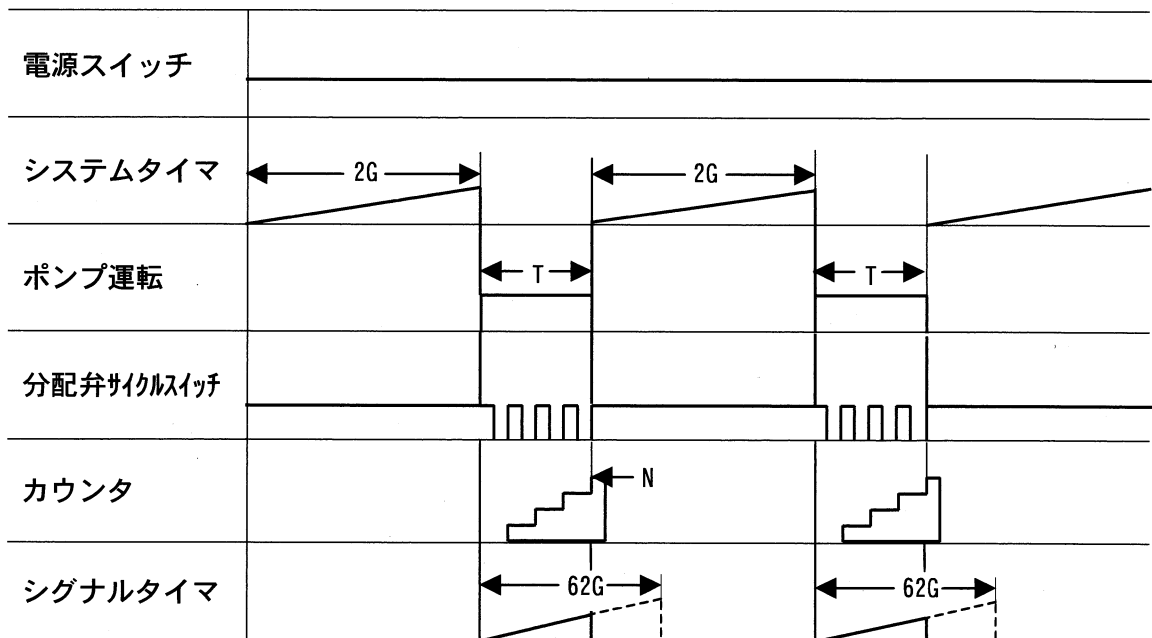 電源スイッチ
システムタイマ 2G 2G
ポンプ運転 T T
分配弁ｻｲｸﾙｽｲｯﾁ
カウンタ N
シグナルタイマ 62G 62G